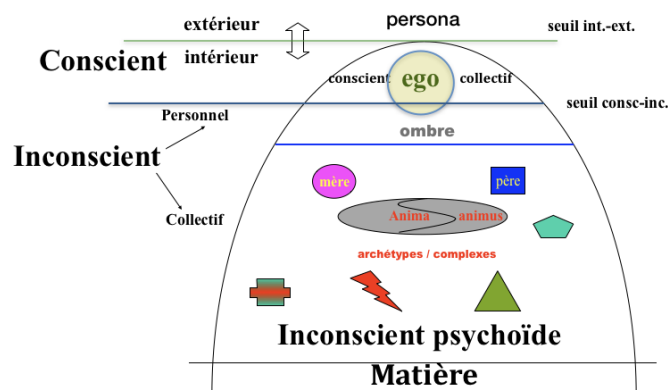 persona
extérieur
seuil int.-ext.
Conscient
intérieur
conscient
ego
collectif
seuil consc-inc.
Personnel
ombre
Inconscient
mère
père
Collectif
Anima
animus
archétypes / complexes
Inconscient psychoïde
Matière